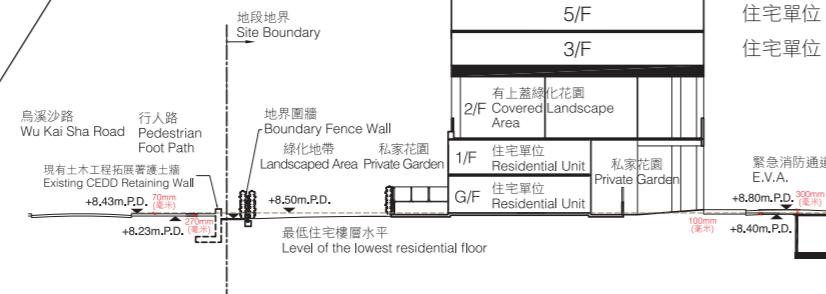 地段地界
Site Boundary
5/F
住宅單位
3/F
住宅單位
烏溪沙路
Wu Kai Sha Road
行人路
Pedestrian
Foot Path
地界圍牆
Boundary Fence Wall
綠化地帶
Landscaped Area
私家花園
Private Garden
2/F
有上蓋綠化花園
Covered Landscape
Area
1/F
住宅單位
Residential Unit
G/F
住宅單位
Residential Unit
私家花園
Private Garden
緊急消防通道
E.V.A.
現有土木工程拓展署護土牆
Existing CEDD Retaining Wall
+8.43m.P.D.
70mm
(毫米)
270mm
(毫米)
+8.23m.P.D.
+8.50m.P.D.
最低住宅樓層水平
Level of the lowest residential floor
+8.80m.P.D.
300mm
(毫米)
100mm
(毫米)
+8.40m.P.D.